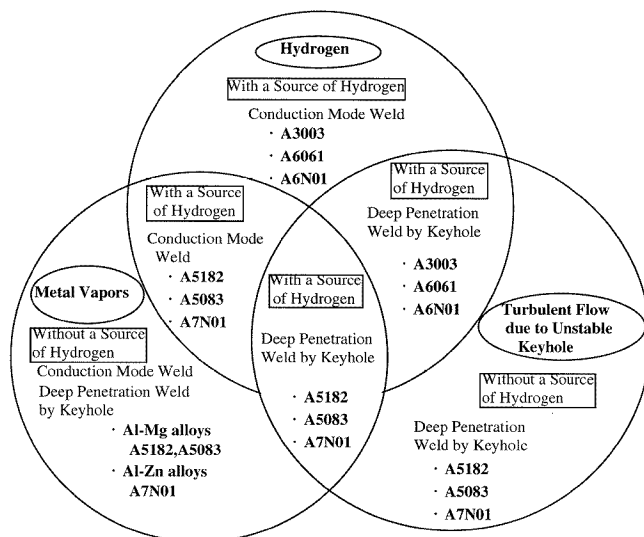 Hydrogen
With a Source of Hydrogen
Conduction Mode Weld
· A3003
· A6061
· A6N01
With a Source
of Hydrogen
Conduction Mode
Weld
· A5182
· A5083
· A7N01
With a Source
of Hydrogen
Deep Penetration
Weld by Keyhole
· A3003
· A6061
· A6N01
With a Source
of Hydrogen
Deep Penetration
Weld by Keyhole
· A5182
· A5083
· A7N01
Metal Vapors
Without a Source
of Hydrogen
Conduction Mode Weld
Deep Penetration Weld
by Keyhole
· Al-Mg alloys
A5182,A5083
· Al-Zn alloys
A7N01
Turbulent Flow
due to Unstable
Keyhole
Without a Source
of Hydrogen
Deep Penetration
Weld by Keyhole
· A5182
· A5083
· A7N01